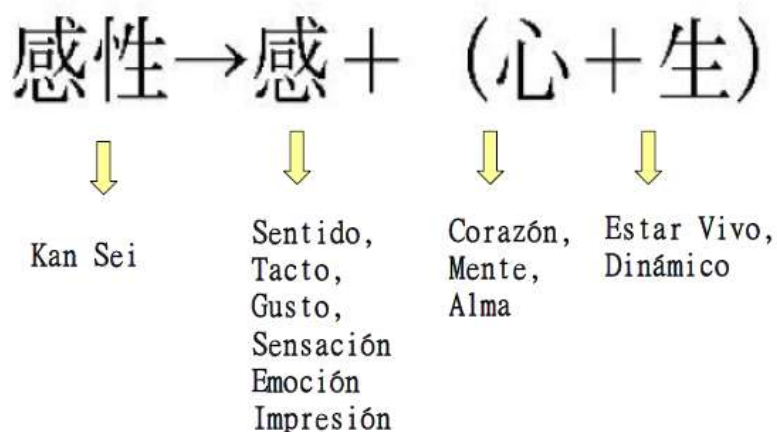 感性→感＋（心＋生）
Kan Sei
Sentido,
Tacto,
Gusto,
Sensación
Emoción
Impresión
Corazón,
Mente,
Alma
Estar Vivo,
Dinámico